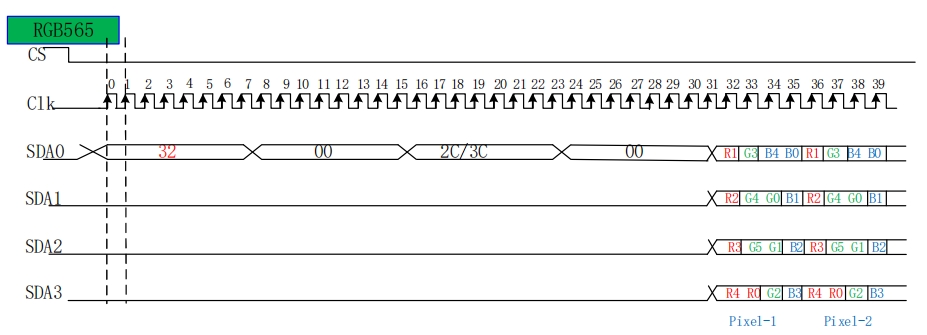 RGB565
CS
0 1 2 3 4 5 6 7 8 9 10 11 12 13 14 15 16 17 18 19 20 21 22 23 24 25 26 27 28 29 30 31 32 33 34 35 36 37 38 39
Clk
SDA0 32 00 2C/3C 00 R1 G3 B4 B0 R1 G3 B4 B0
SDA1 R2 G4 G0 B1 R2 G4 G0 B1
SDA2 R3 G5 G1 B2 R3 G5 G1 B2
SDA3 R4 R0 G2 B3 R4 R0 G2 B3
Pixel-1 Pixel-2